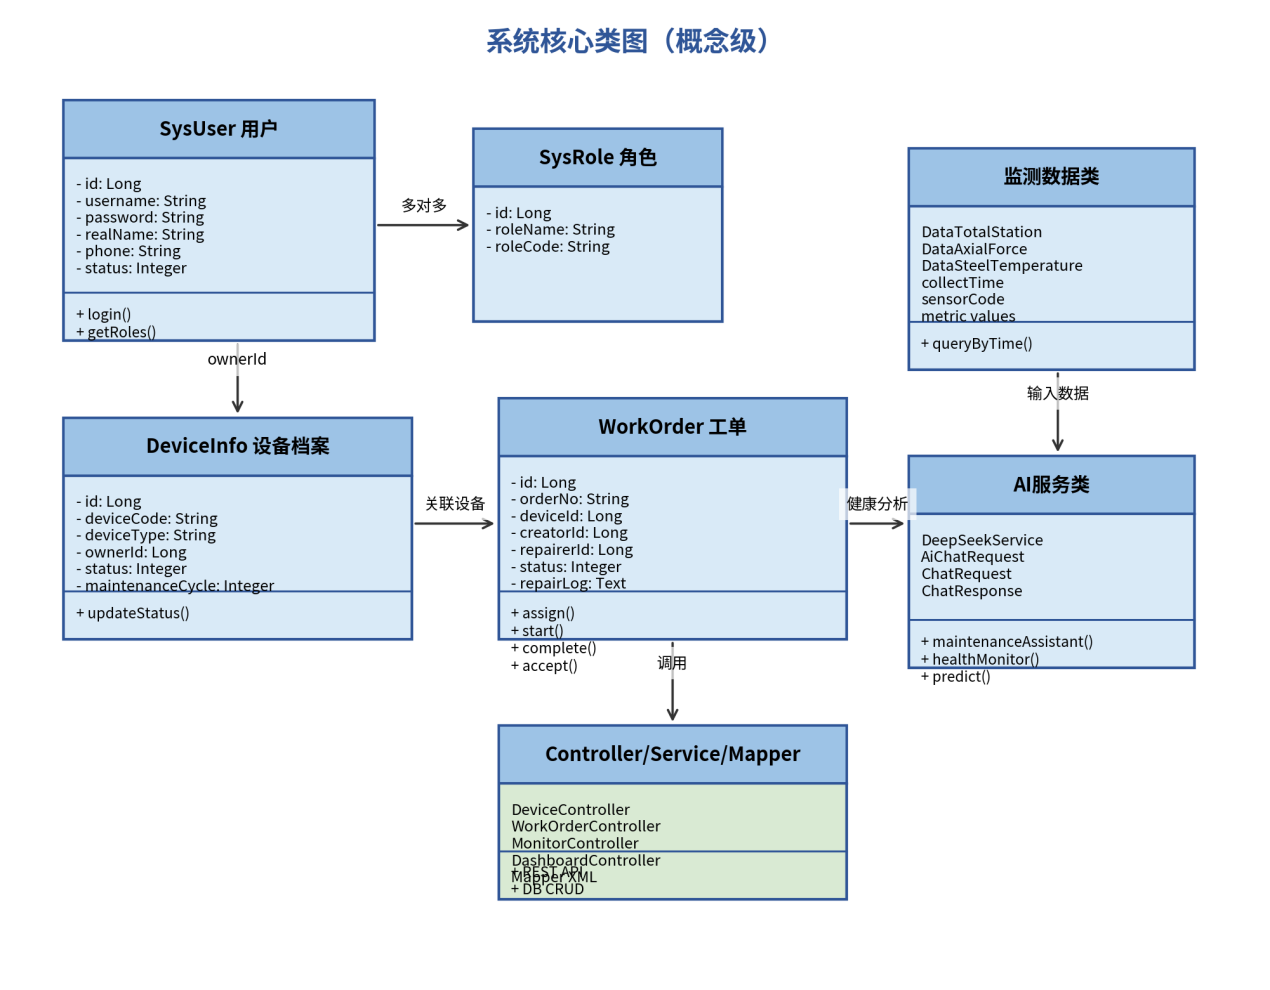 系统核心类图（概念级）
SysUser 用户
- id: Long
- username: String
- password: String
- realName: String
- phone: String
- status: Integer
+ login()
+ getRoles()
多对多
SysRole 角色
- id: Long
- roleName: String
- roleCode: String
监测数据类
DataTotalStation
DataAxialForce
DataSteelTemperature
collectTime
sensorCode
metric values
+ queryByTime()
ownerId
输入数据
DeviceInfo 设备档案
- id: Long
- deviceCode: String
- deviceType: String
- ownerId: Long
- status: Integer
- maintenanceCycle: Integer
+ updateStatus()
关联设备
WorkOrder 工单
- id: Long
- orderNo: String
- deviceId: Long
- creatorId: Long
- repairerId: Long
- status: Integer
- repairLog: Text
+ assign()
+ start()
+ complete()
+ accept()
健康分析
AI服务类
DeepSeekService
AiChatRequest
ChatRequest
ChatResponse
+ maintenanceAssistant()
+ healthMonitor()
+ predict()
调用
Controller/Service/Mapper
DeviceController
WorkOrderController
MonitorController
DashboardController
+ REST API
Mapper XML
+ DB CRUD